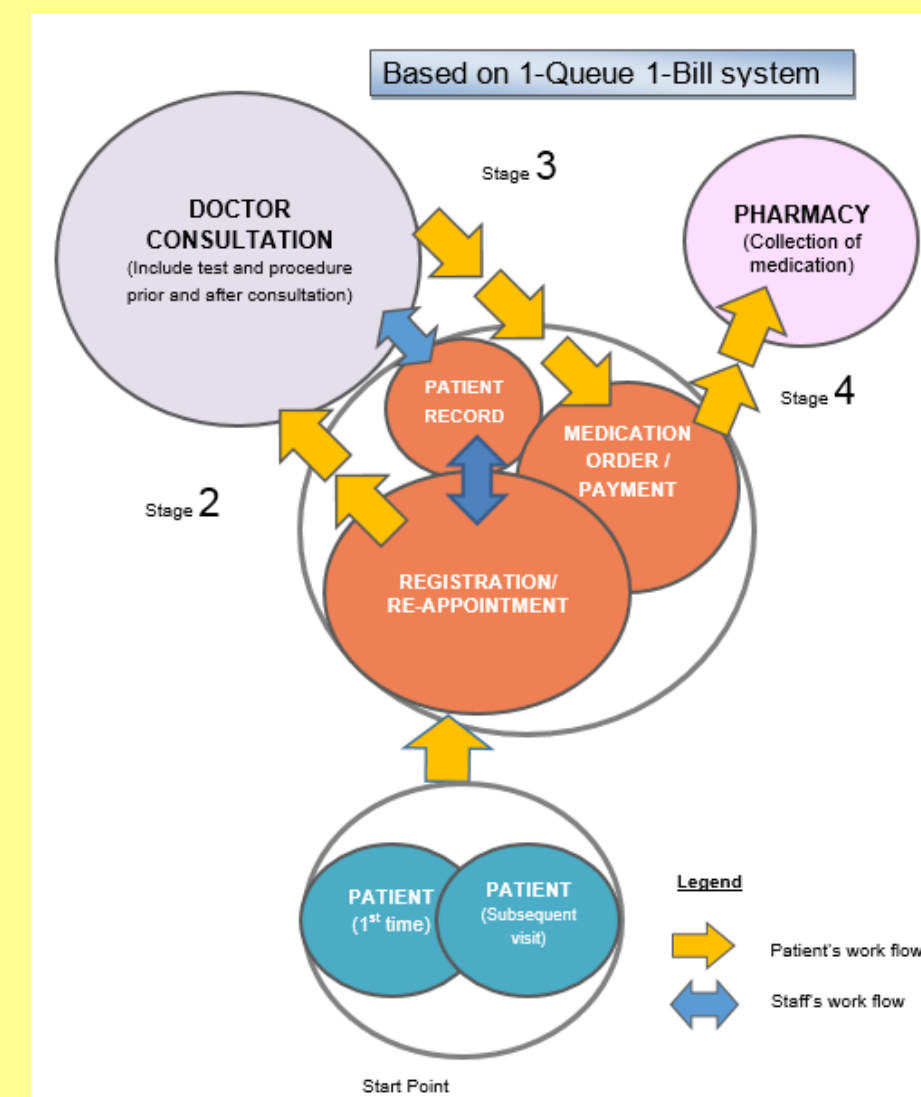 Based on 1-Queue 1-Bill system
Stage 3
DOCTOR
CONSULTATION
(Include test and procedure
prior and after consultation)
PHARMACY
(Collection of
medication)
Stage 4
PATIENT
RECORD
MEDICATION
ORDER /
PAYMENT
Stage 2
REGISTRATION/
RE-APPOINTMENT
PATIENT
(1st time)
PATIENT
(Subsequent
visit)
Legend
Patient's work flow
Staff's work flow
Start Point